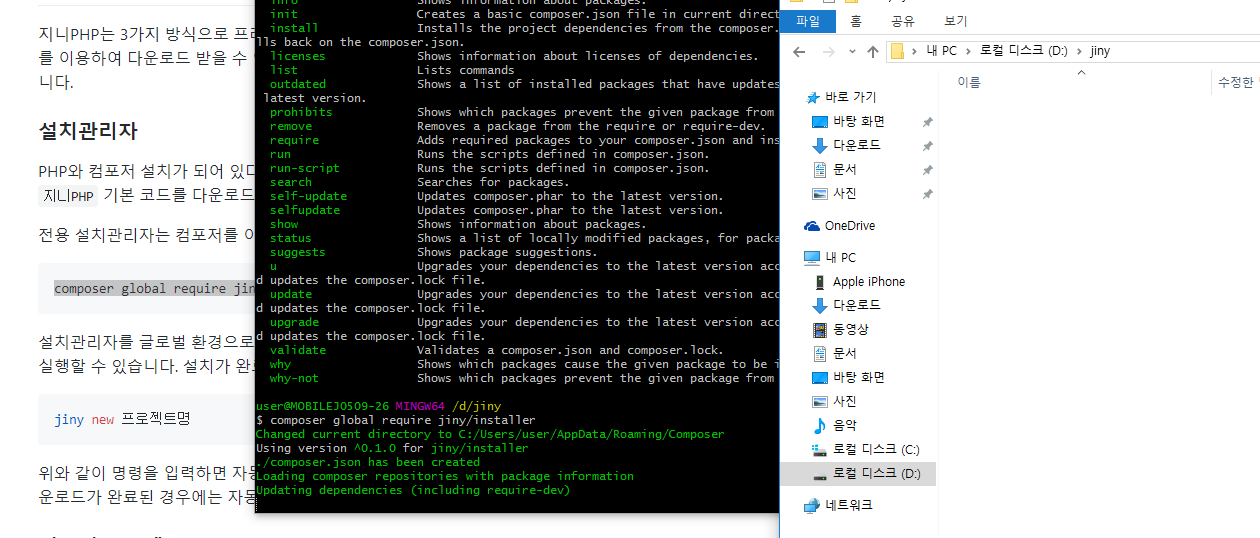 지니PHP는 3가지 방식으로
를 이용하여 다운로드 받을 수
니다.
설치관리자
PHP와 컴포저 설치가 되어 있
지니PHP 기본 코드를 다운로드
전용 설치관리자는 컴포저를
composer global require jin
설치관리자를 글로벌 환경으로
실행할 수 있습니다. 설치가
jiny new 프로젝트명
위와 같이 명령을 입력하면
운로드가 완료된 경우에는
info Shows information about packages.
init Creates a basic composer.json file in current direct
install Installs the project dependencies from the composer.
lls back on the composer.json.
licenses Shows information about licenses of dependencies.
list Lists commands
outdated Shows a list of installed packages that have updates
latest version.
prohibits Shows which packages prevent the given package from
remove Removes a package from the require or require-dev.
require Adds required packages to your composer.json and ins
run Runs the scripts defined in composer.json.
run-script Runs the scripts defined in composer.json.
search Searches for packages.
self-update Updates composer.phar to the latest version.
selfupdate Updates composer.phar to the latest version.
show Shows information about packages.
status Shows a list of locally modified packages, for packa
suggests Shows package suggestions.
u Upgrades your dependencies to the latest version acc
d updates the composer.lock file.
update Upgrades your dependencies to the latest version acc
d updates the composer.lock file.
upgrade Upgrades your dependencies to the latest version acc
d updates the composer.lock file.
validate Validates a composer.json and composer.lock.
why Shows which packages cause the given package to be i
why-not Shows which packages prevent the given package from
user@MOBILEJO5O9-26 MINGW64 /d/jiny
$ composer global require jiny/installer
Changed current directory to C:/Users/user/AppData/Roaming/Composer
Using version ^0.1.0 for jiny/installer
./composer.json has been created
Loading composer repositories with package information
Updating dependencies (including require-dev)
파일 홈 공유 보기
내 PC > 로컬 디스크 (D:) > jiny
이름 수정한
바로 가기
바탕 화면
다운로드
문서
사진
OneDrive
내 PC
Apple iPhone
다운로드
동영상
문서
바탕 화면
사진
음악
로컬 디스크 (C:)
로컬 디스크 (D:)
네트워크